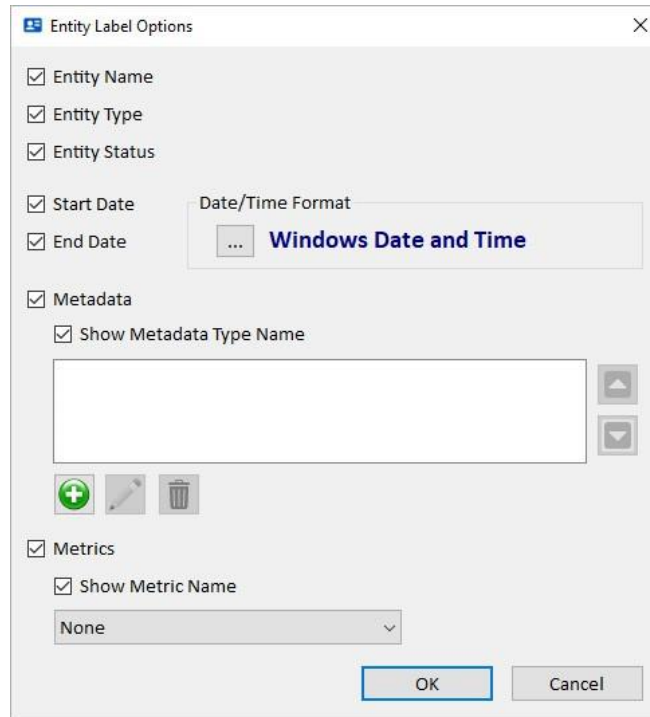 Entity Label Options
Entity Name
Entity Type
Entity Status
Start Date
Date/Time Format
End Date
... Windows Date and Time
Metadata
Show Metadata Type Name
Metrics
Show Metric Name
None
OK Cancel